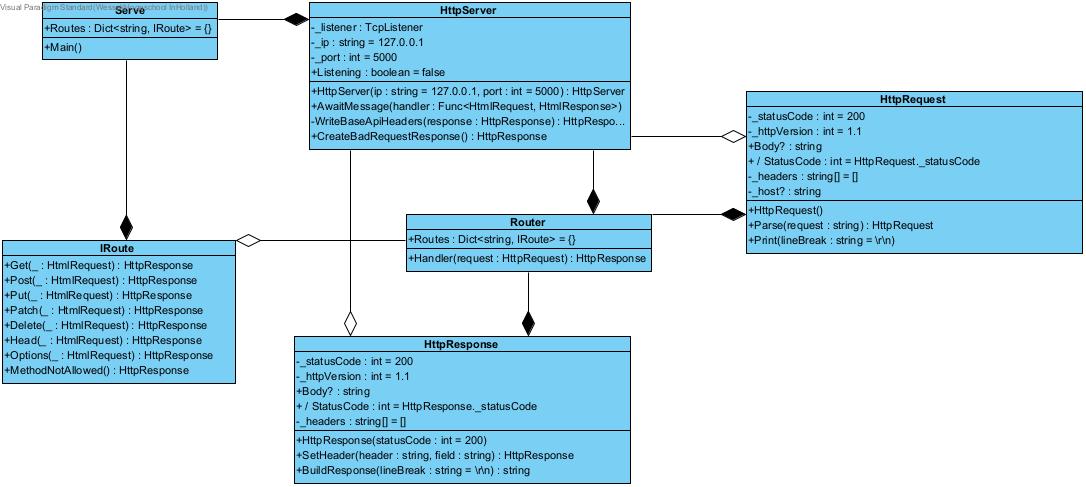 Visual Paradigm Standard(Wessel(Hogeschool InHolland))
Serve
+Routes : Dict<string, IRoute> = {}
+Main()
HttpServer
-_listener : TcpListener
-_ip : string = 127.0.0.1
-_port : int = 5000
+Listening : boolean = false
+HttpServer(ip : string = 127.0.0.1, port : int = 5000) : HttpServer
+AwaitMessage(handler : Func<HtmlRequest, HtmlResponse>)
-WriteBaseApiHeaders(response : HttpResponse) : HttpRespo...
+CreateBadRequestResponse() : HttpResponse
HttpRequest
-_statusCode : int = 200
-_httpVersion : int = 1.1
+Body? : string
+ / StatusCode : int = HttpRequest._statusCode
-_headers : string[] = []
-_host? : string
+HttpRequest()
+Parse(request : string) : HttpRequest
+Print(lineBreak : string = \r\n)
Router
+Routes : Dict<string, IRoute> = {}
+Handler(request : HttpRequest) : HttpResponse
IRoute
+Get(_ : HtmlRequest) : HttpResponse
+Post(_ : HtmlRequest) : HttpResponse
+Put(_ : HtmlRequest) : HttpResponse
+Patch(_ : HtmlRequest) : HttpResponse
+Delete(_ : HtmlRequest) : HttpResponse
+Head(_ : HtmlRequest) : HttpResponse
+Options(_ : HtmlRequest) : HttpResponse
+MethodNotAllowed() : HttpResponse
HttpResponse
-_statusCode : int = 200
-_httpVersion : int = 1.1
+Body? : string
+ / StatusCode : int = HttpResponse._statusCode
-_headers : string[] = []
+HttpResponse(statusCode : int = 200)
+SetHeader(header : string, field : string) : HttpResponse
+BuildResponse(lineBreak : string = \r\n) : string